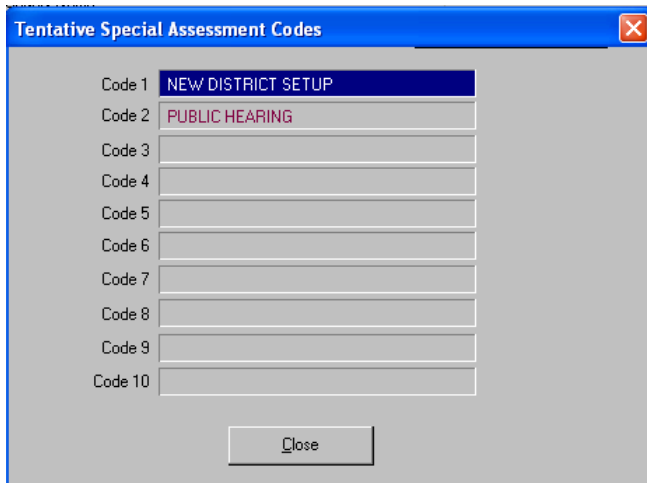 Tentative Special Assessment Codes
Code 1 NEW DISTRICT SETUP
Code 2 PUBLIC HEARING
Code 3
Code 4
Code 5
Code 6
Code 7
Code 8
Code 9
Code 10
Close